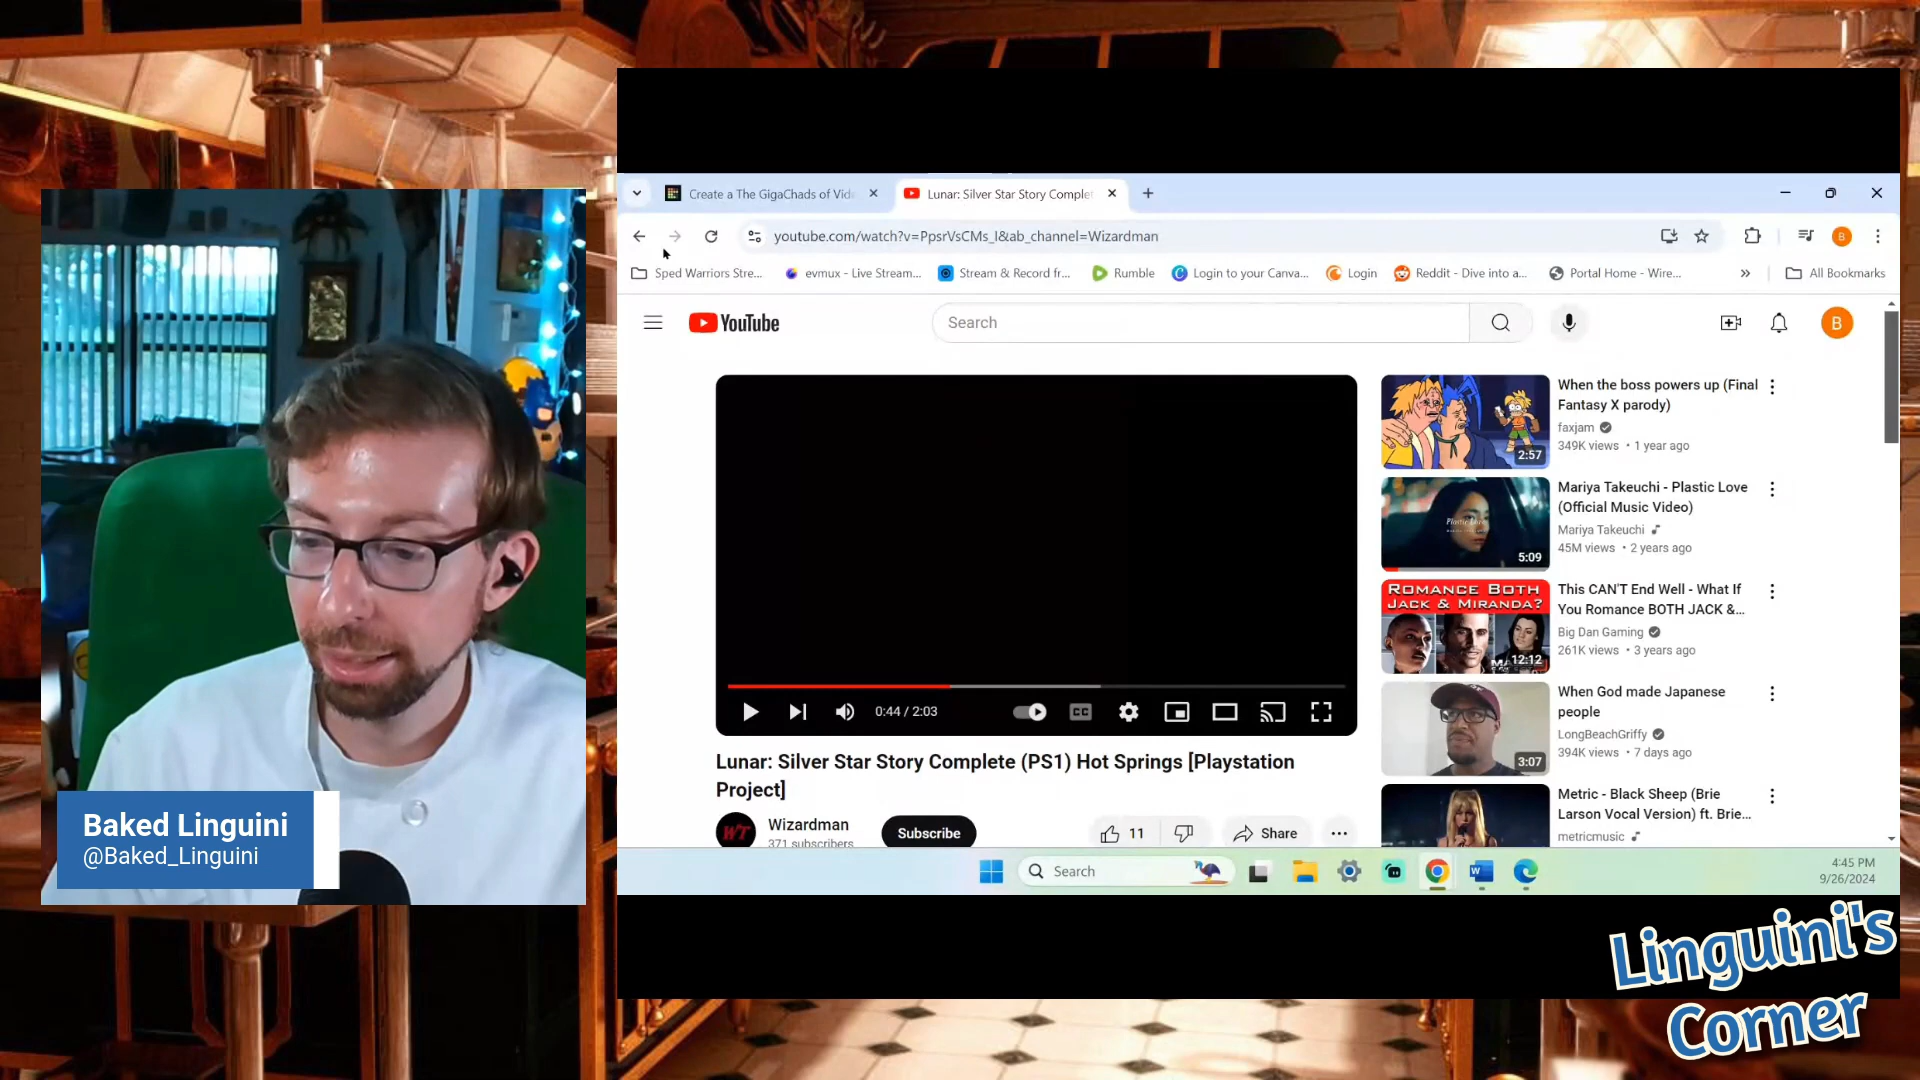 Create a The GigaChads of Vid
Lunar: Silver Star Story Complet
youtube.com/watch?v=PpsrVsCMs_I&ab_channel=Wizardman
B
Sped Warriors Stre...
evmux - Live Stream...
Stream & Record fr...
Rumble
Login to your Canva...
Login
Reddit - Dive into a...
Portal Home - Wire...
All Bookmarks
YouTube
Search
B
0:44 / 2:03
CC
Lunar: Silver Star Story Complete (PS1) Hot Springs [Playstation
Project]
WT
Wizardman
371 subscribers
Subscribe
11
Share
When the boss powers up (Final
Fantasy X parody)
faxjam
349K views • 1 year ago
2:57
Mariya Takeuchi - Plastic Love
(Official Music Video)
Mariya Takeuchi
45M views • 2 years ago
Plastic Love
5:09
This CAN'T End Well - What If
You Romance BOTH JACK &...
Big Dan Gaming
261K views • 3 years ago
ROMANCE BOTH
JACK & MIRANDA?
12:12
When God made Japanese
people
LongBeachGriffy
394K views • 7 days ago
3:07
Metric - Black Sheep (Brie
Larson Vocal Version) ft. Brie...
metricmusic
Search
4:45 PM
9/26/2024
Baked Linguini
@Baked_Linguini
Linguini's
Corner